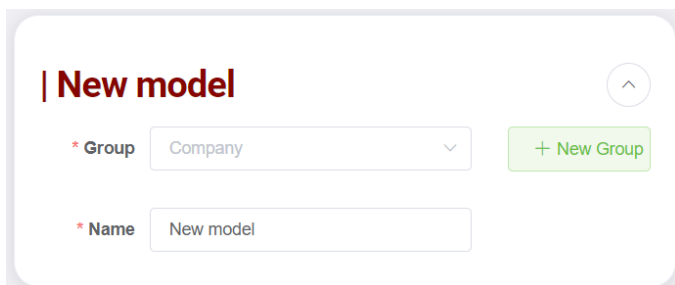 | New model
* Group Company + New Group
* Name New model